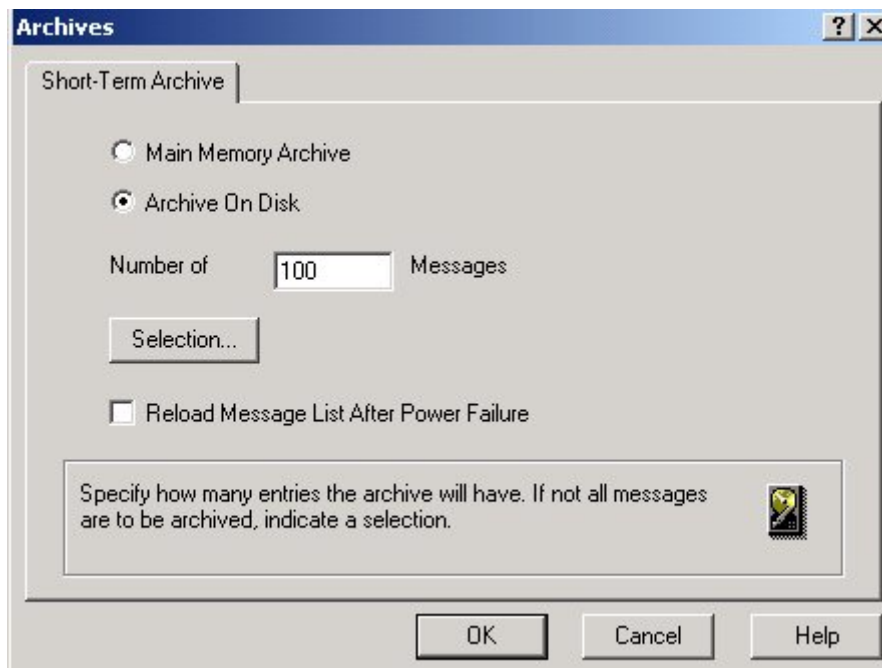 Archives
Short-Term Archive
Main Memory Archive
Archive On Disk
Number of 100 Messages
Selection...
Reload Message List After Power Failure
Specify how many entries the archive will have. If not all messages
are to be archived, indicate a selection.
OK Cancel Help